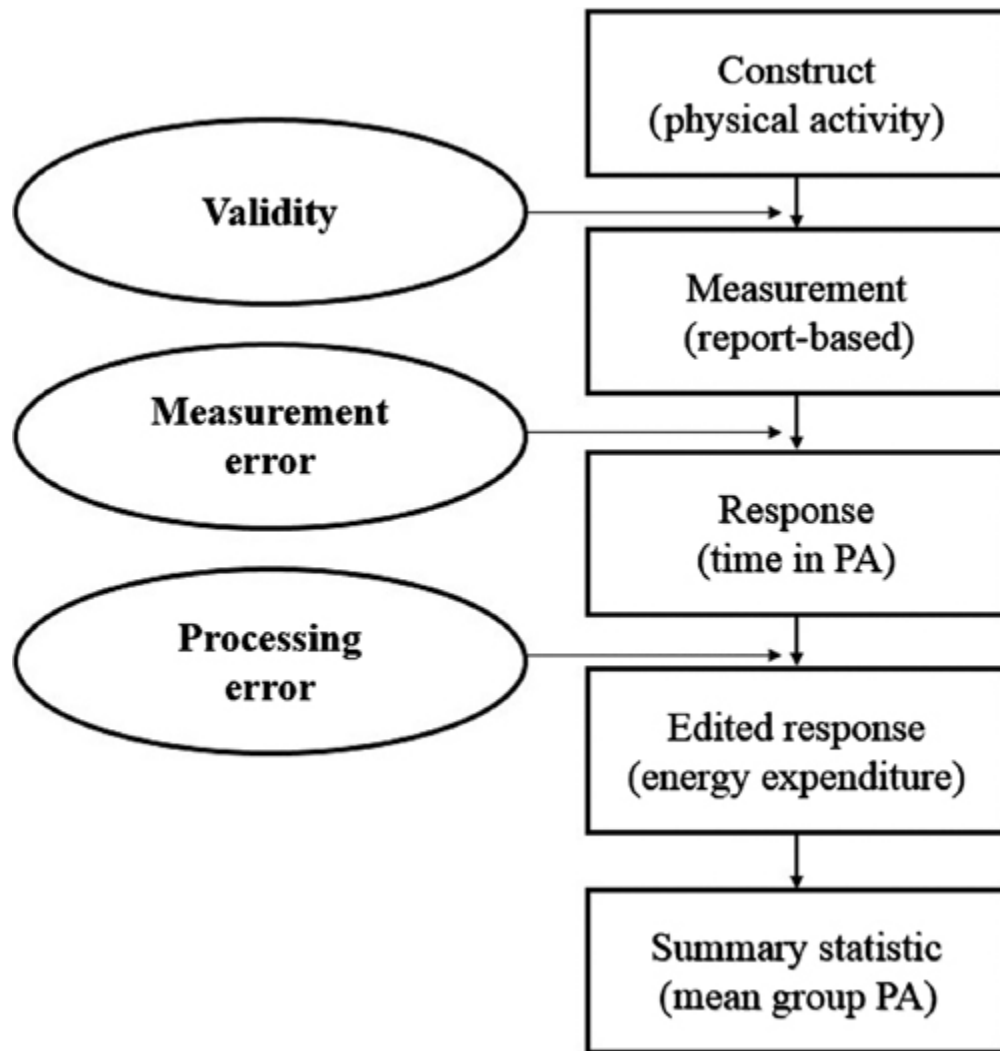 Construct
(physical activity)
Validity
Measurement
(report-based)
Measurement
error
Response
(time in PA)
Processing
error
Edited response
(energy expenditure)
Summary statistic
(mean group PA)